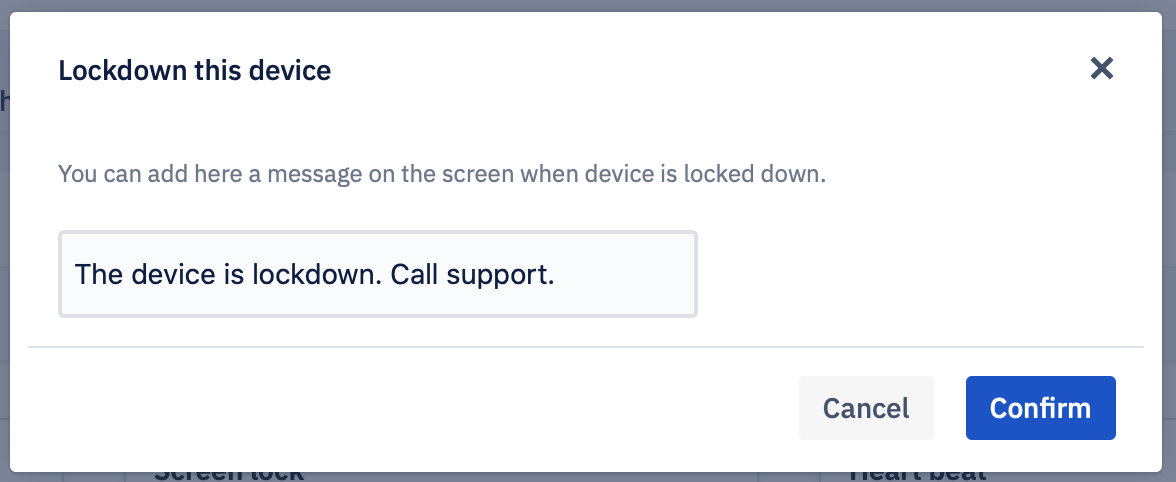 Lockdown this device
You can add here a message on the screen when device is locked down.
The device is lockdown. Call support.
Cancel
Confirm
Screen lock
Heart beat